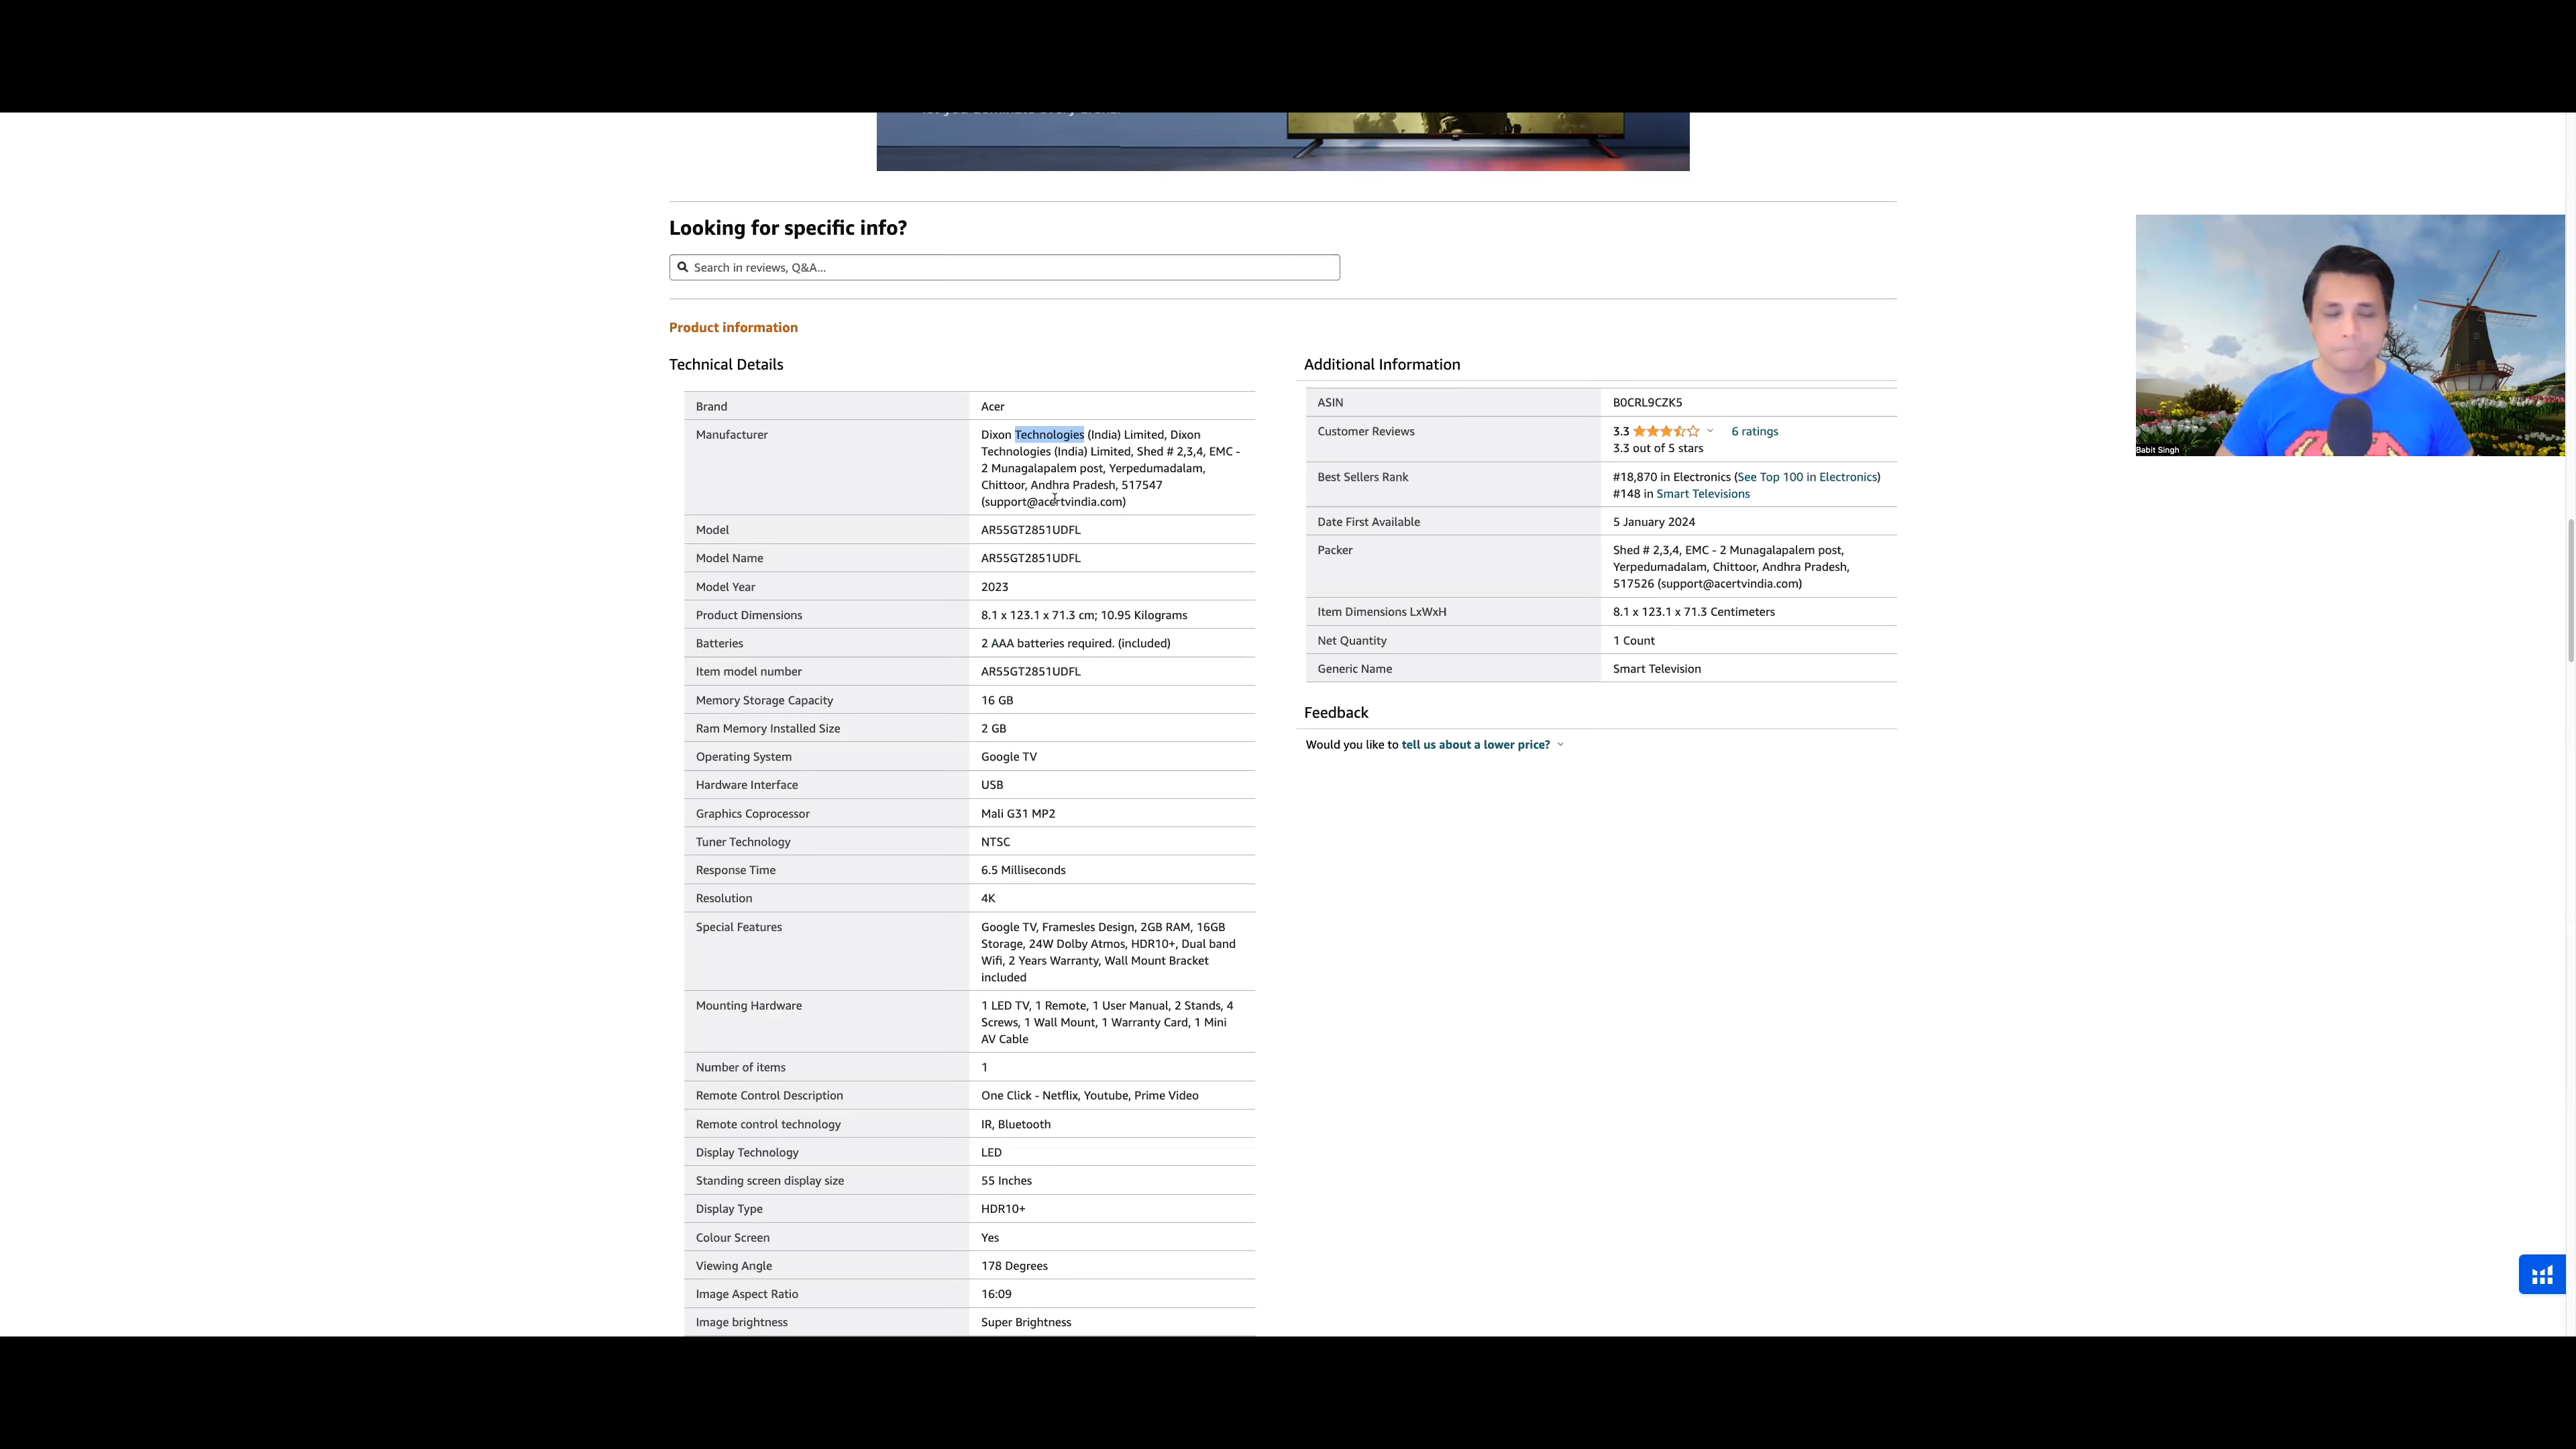 Looking for specific info?
Search in reviews, Q&A...
Product information
Technical Details
Brand Acer
Manufacturer Dixon Technologies (India) Limited, Dixon
Technologies (India) Limited, Shed # 2,3,4, EMC -
2 Munagalapalem post, Yerpedumadalam,
Chittoor, Andhra Pradesh, 517547
(support@acertvindia.com)
Model AR55GT2851UDFL
Model Name AR55GT2851UDFL
Model Year 2023
Product Dimensions 8.1 x 123.1 x 71.3 cm; 10.95 Kilograms
Batteries 2 AAA batteries required. (included)
Item model number AR55GT2851UDFL
Memory Storage Capacity 16 GB
Ram Memory Installed Size 2 GB
Operating System Google TV
Hardware Interface USB
Graphics Coprocessor Mali G31 MP2
Tuner Technology NTSC
Response Time 6.5 Milliseconds
Resolution 4K
Special Features Google TV, Framesles Design, 2GB RAM, 16GB
Storage, 24W Dolby Atmos, HDR10+, Dual band
Wifi, 2 Years Warranty, Wall Mount Bracket
included
Mounting Hardware 1 LED TV, 1 Remote, 1 User Manual, 2 Stands, 4
Screws, 1 Wall Mount, 1 Warranty Card, 1 Mini
AV Cable
Number of items 1
Remote Control Description One Click - Netflix, Youtube, Prime Video
Remote control technology IR, Bluetooth
Display Technology LED
Standing screen display size 55 Inches
Display Type HDR10+
Colour Screen Yes
Viewing Angle 178 Degrees
Image Aspect Ratio 16:09
Image brightness Super Brightness
Additional Information
ASIN B0CRL9CZK5
Customer Reviews 3.3 6 ratings
3.3 out of 5 stars
Best Sellers Rank #18,870 in Electronics (See Top 100 in Electronics)
#148 in Smart Televisions
Date First Available 5 January 2024
Packer Shed # 2,3,4, EMC - 2 Munagalapalem post,
Yerpedumadalam, Chittoor, Andhra Pradesh,
517526 (support@acertvindia.com)
Item Dimensions LxWxH 8.1 x 123.1 x 71.3 Centimeters
Net Quantity 1 Count
Generic Name Smart Television
Feedback
Would you like to tell us about a lower price?
Babit Singh